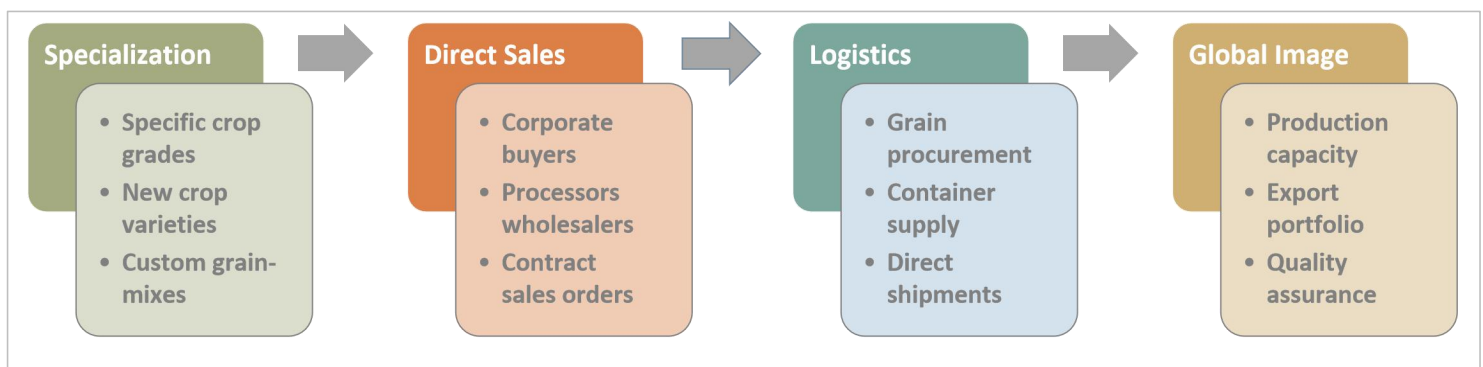 Specialization
• Specific crop
grades
• New crop
varieties
• Custom grain-
mixes
Direct Sales
• Corporate
buyers
• Processors
wholesalers
• Contract
sales orders
Logistics
• Grain
procurement
• Container
supply
• Direct
shipments
Global Image
• Production
capacity
• Export
portfolio
• Quality
assurance